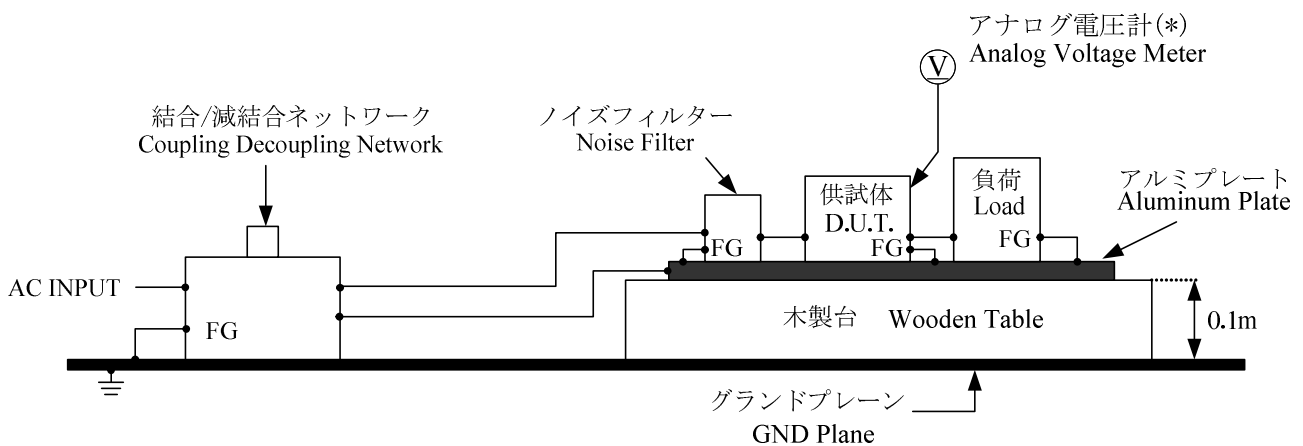 アナログ電圧計(*)
Analog Voltage Meter
V
結合/減結合ネットワーク
Coupling Decoupling Network
ノイズフィルター
Noise Filter
供試体
D.U.T.
FG
負荷
Load
FG
アルミプレート
Aluminum Plate
FG
AC INPUT
FG
木製台 Wooden Table
0.1m
グランドプレーン
GND Plane